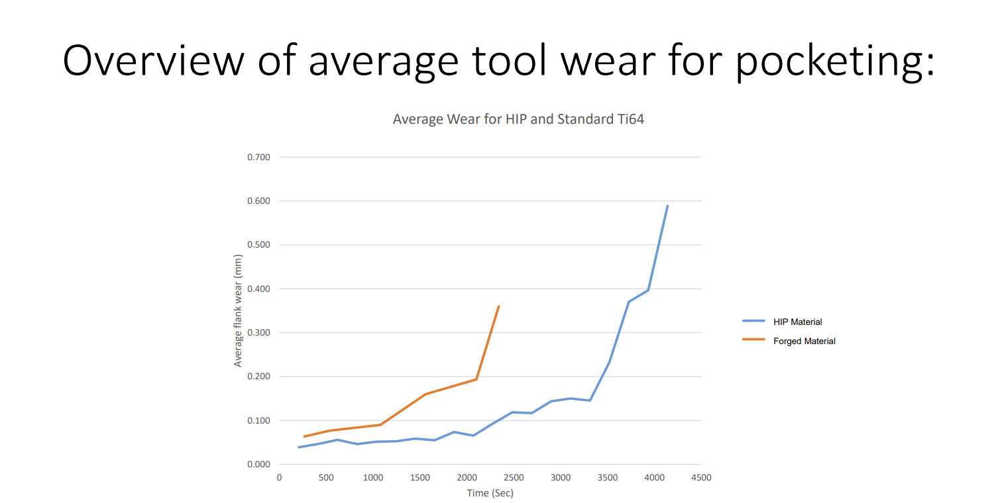 Overview of average tool wear for pocketing:
Average Wear for HIP and Standard Ti64
0.700
0.600
0.500
0.400
0.300
0.200
0.100
0.000
Average flank wear (mm)
0 500 1000 1500 2000 2500 3000 3500 4000 4500
Time (Sec)
HIP Material
Forged Material